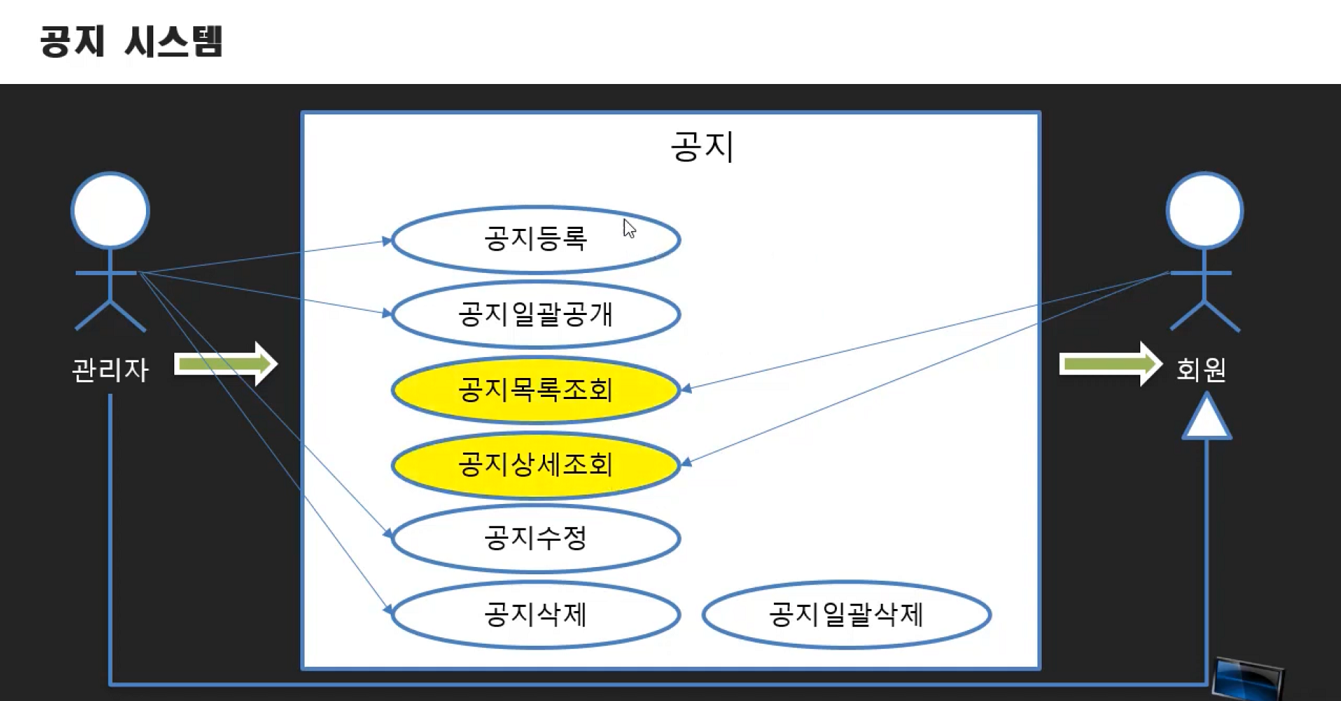 공지 시스템
공지
공지등록
공지일괄공개
관리자
공지목록조회
회원
공지상세조회
공지수정
공지삭제
공지일괄삭제